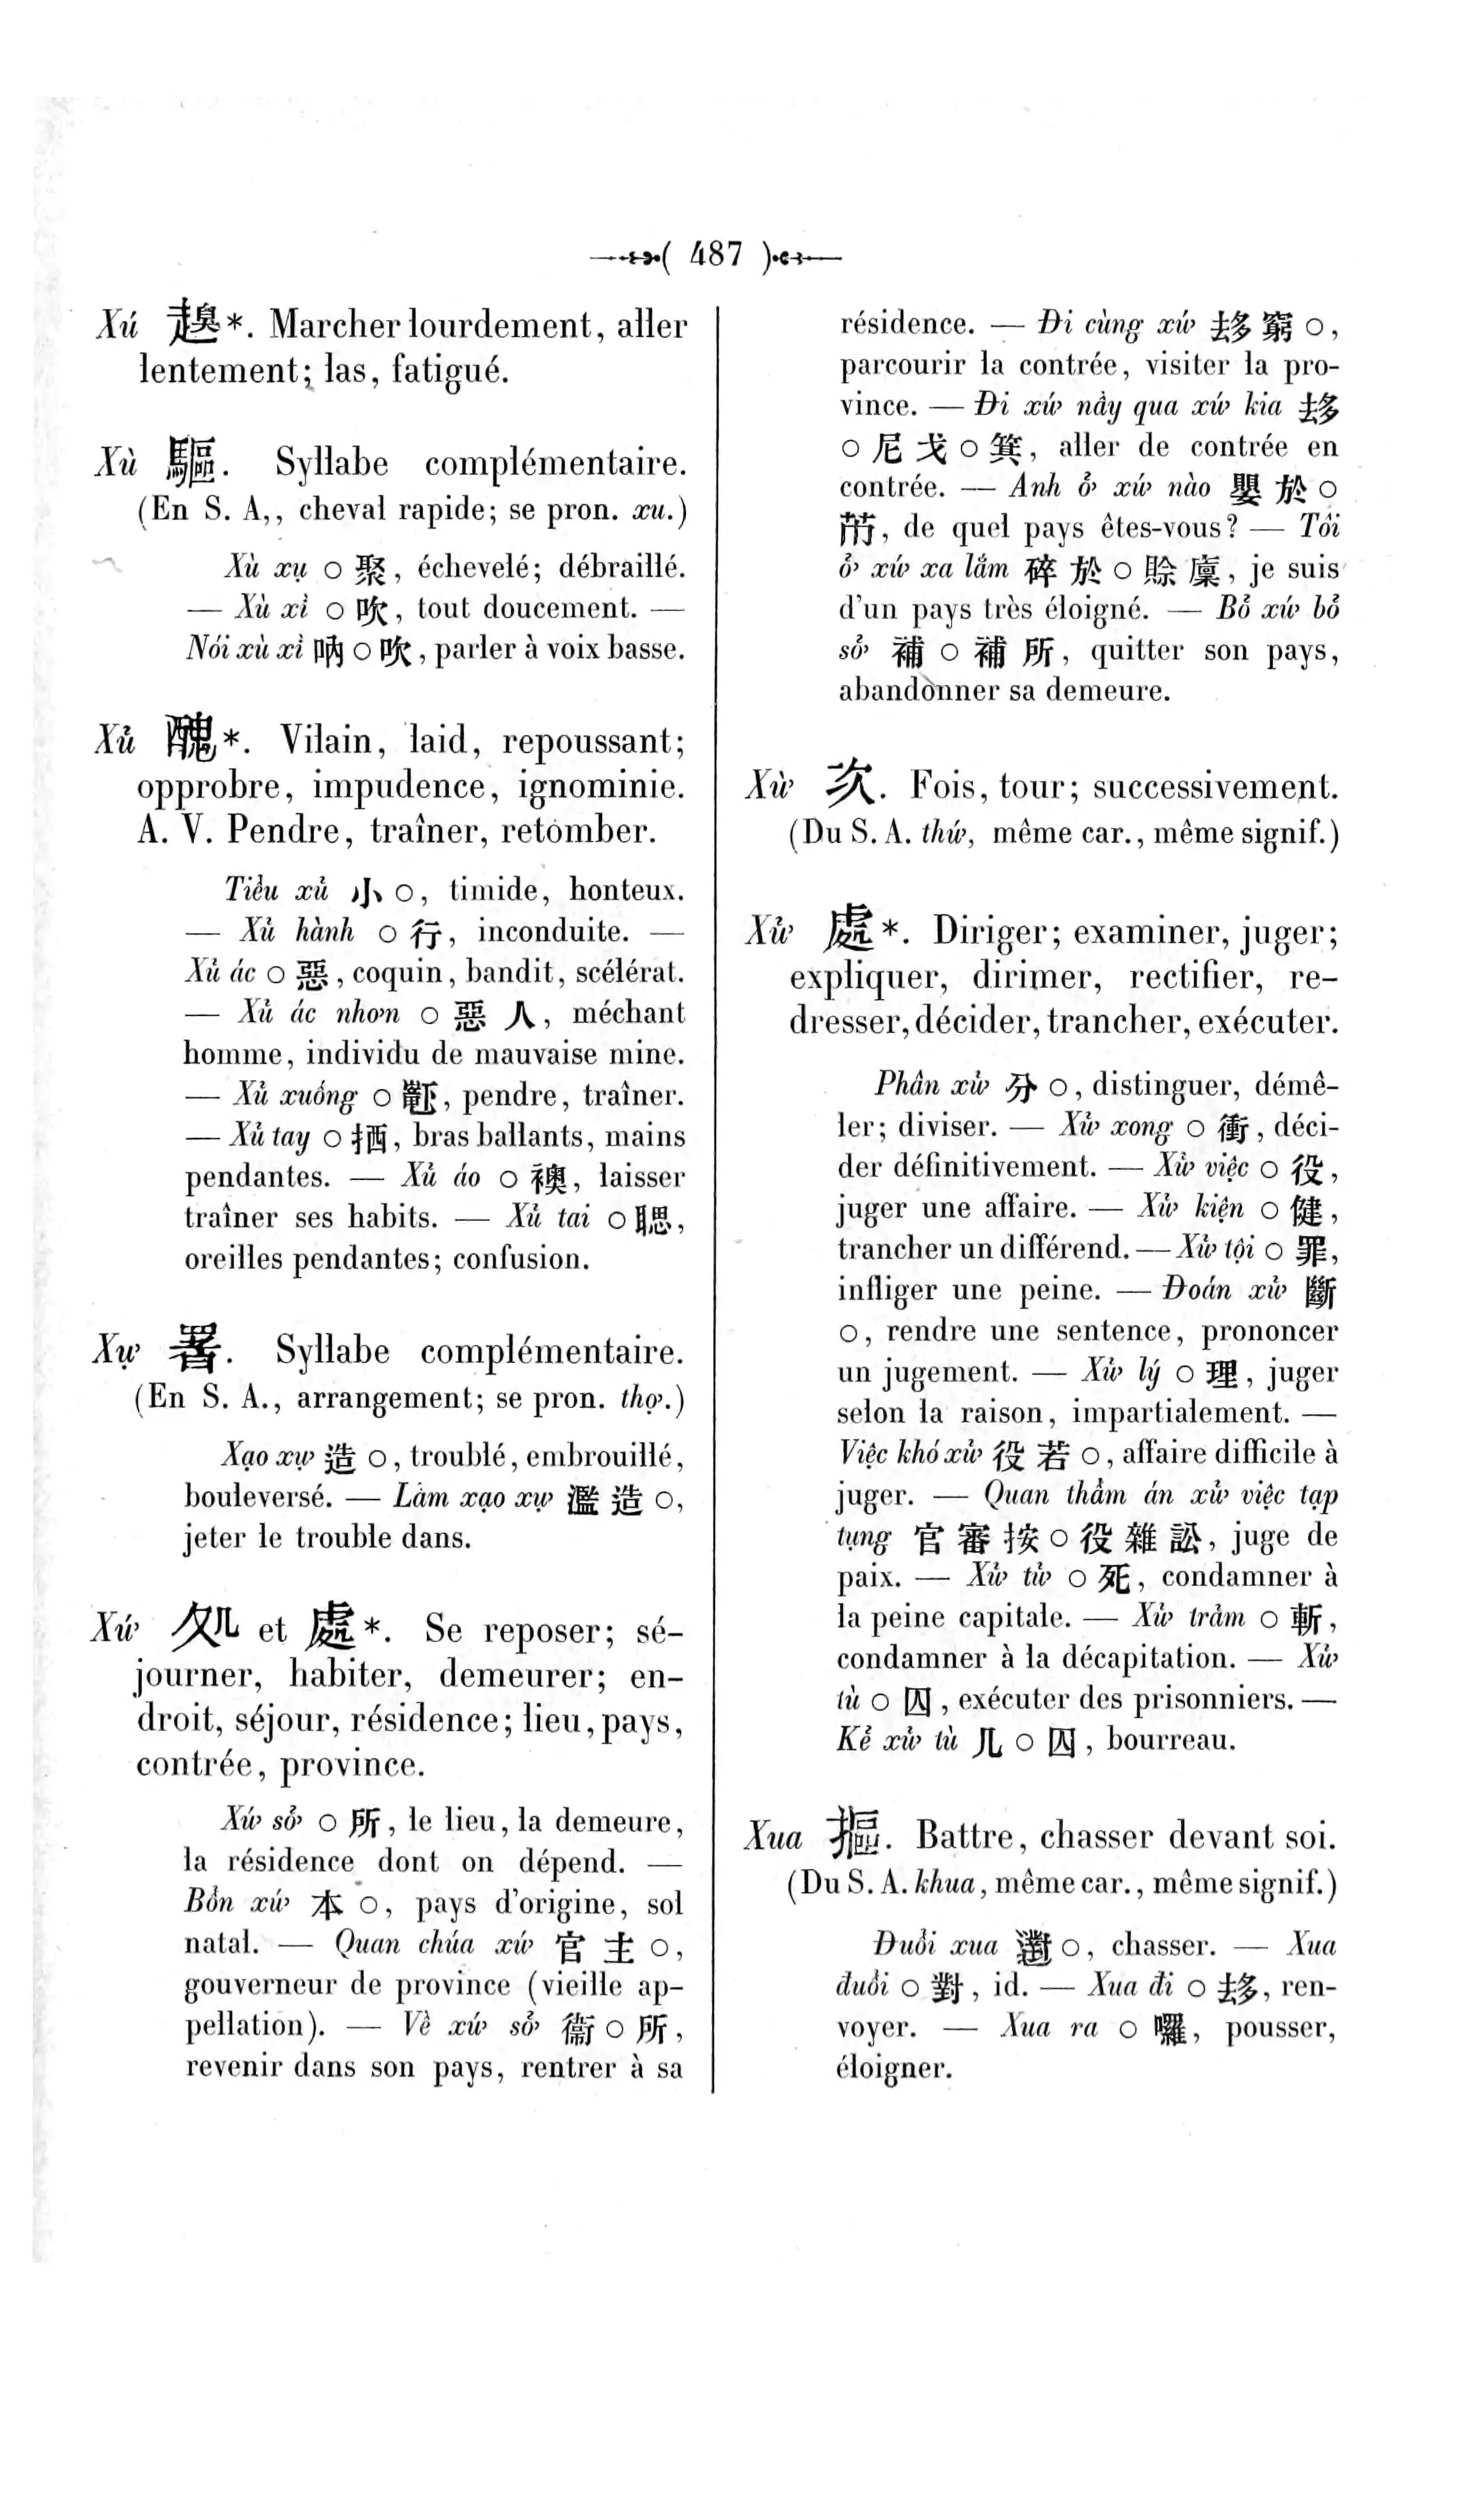 ( 487 )
Xú 趮*. Marcher lourdement, aller
lentement; las, fatigué.
Xù 驅. Syllabe complémentaire.
(En S. A,, cheval rapide; se pron. xu.)
Xù xụ ○ 聚, échevelé; débraillé.
— Xù xì ○ 吹, tout doucement. —
Nói xù xì 吶 ○ 吹, parler à voix basse.
Xủ 醜*. Vilain, laid, repoussant;
opprobre, impudence, ignominie.
A. V. Pendre, traîner, retomber.
Tiểu xủ 小 ○, timide, honteux.
— Xủ hành ○ 行, inconduite. —
Xủ ác ○ 惡, coquin, bandit, scélérat.
— Xủ ác nhơn ○ 惡 人, méchant
homme, individu de mauvaise mine.
— Xủ xuống ○, pendre, traîner.
— Xủ tay ○ 拪, bras ballants, mains
pendantes. — Xủ áo ○ 襖, laisser
traîner ses habits. — Xủ tai ○ 聰,
oreilles pendantes; confusion.
Xự 署. Syllabe complémentaire.
(En S. A., arrangement; se pron. thợ.)
Xạo xự 造 ○, troublé, embrouillé,
bouleversé. — Làm xạo xự 濫 造 ○,
jeter le trouble dans.
Xứ 処 et 處*. Se reposer; sé-
journer, habiter, demeurer; en-
droit, séjour, résidence; lieu, pays,
contrée, province.
Xứ sở ○ 所, le lieu, la demeure,
la résidence dont on dépend. —
Bổn xứ 本 ○, pays d'origine, sol
natal. — Quan chúa xứ 官 主 ○,
gouverneur de province (vieille ap-
pellation). — Về xứ sở 衞 ○ 所,
revenir dans son pays, rentrer à sa
résidence. — Đi cùng xứ 𠫾 窮 ○,
parcourir la contrée, visiter la pro-
vince. — Đi xứ nầy qua xứ kia 𠫾
○ 尼 戈 ○ 箕, aller de contrée en
contrée. — Anh ở xứ nào 嬰 於 ○
芇, de quel pays êtes-vous? — Tôi
ở xứ xa lắm 碎 於 ○ 賒 廩, je suis
d'un pays très éloigné. — Bỏ xứ bỏ
sở 補 ○ 補 所, quitter son pays,
abandonner sa demeure.
Xừ 次. Fois, tour; successivement.
(Du S. A. thứ, même car., même signif.)
Xử 處*. Diriger; examiner, juger;
expliquer, dirimer, rectifier, re-
dresser, décider, trancher, exécuter.
Phân xử 分 ○, distinguer, démê-
ler; diviser. — Xử xong ○ 衝, déci-
der définitivement. — Xử việc ○ 役,
juger une affaire. — Xử kiện ○ 健,
trancher un différend. — Xử tội ○ 罪,
infliger une peine. — Đoán xử 斷
○, rendre une sentence, prononcer
un jugement. — Xử lý ○ 理, juger
selon la raison, impartialement. —
Việc khó xử 役 若 ○, affaire difficile à
juger. — Quan thẩm án xử việc tạp
tụng 官 審 按 ○ 役 雜 訟, juge de
paix. — Xử tử ○ 死, condamner à
la peine capitale. — Xử trảm ○ 斬,
condamner à la décapitation. — Xử
tù ○ 囚, exécuter des prisonniers. —
Kẻ xử tù 几 ○ 囚, bourreau.
Xua 摳. Battre, chasser devant soi.
(Du S. A. khua, même car., même signif.)
Đuổi xua ○, chasser. — Xua
đuổi ○ 對, id. — Xua đi ○ 𠫾, ren-
voyer. — Xua ra ○ 囉, pousser,
éloigner.